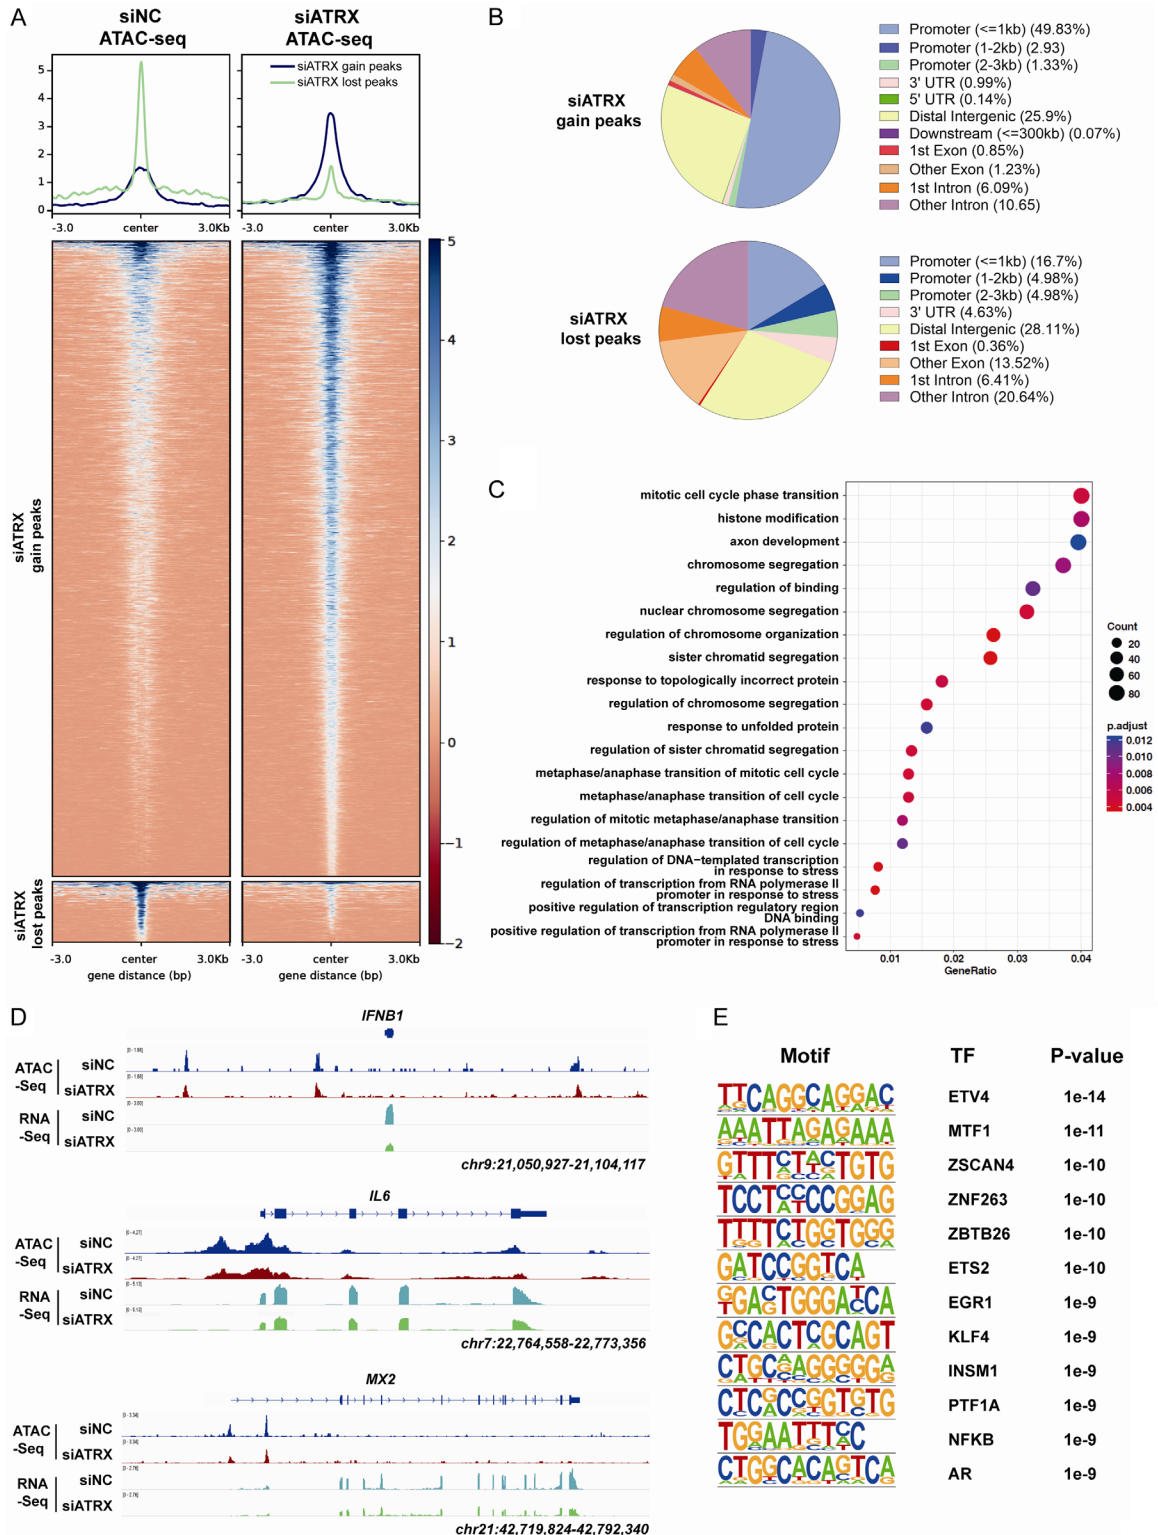 A
siNC
ATAC-seq
siATRX
ATAC-seq
siATRX gain peaks
siATRX lost peaks
5
4
3
2
1
0
-3.0 center 3.0Kb
-3.0 center 3.0Kb
siATRX
gain peaks
siATRX
lost peaks
5
4
3
2
1
0
−1
−2
-3.0 center 3.0Kb
gene distance (bp)
-3.0 center 3.0Kb
gene distance (bp)
B
siATRX
gain peaks
Promoter (<=1kb) (49.83%)
Promoter (1-2kb) (2.93)
Promoter (2-3kb) (1.33%)
3' UTR (0.99%)
5' UTR (0.14%)
Distal Intergenic (25.9%)
Downstream (<=300kb) (0.07%)
1st Exon (0.85%)
Other Exon (1.23%)
1st Intron (6.09%)
Other Intron (10.65)
siATRX
lost peaks
Promoter (<=1kb) (16.7%)
Promoter (1-2kb) (4.98%)
Promoter (2-3kb) (4.98%)
3' UTR (4.63%)
Distal Intergenic (28.11%)
1st Exon (0.36%)
Other Exon (13.52%)
1st Intron (6.41%)
Other Intron (20.64%)
C
mitotic cell cycle phase transition
histone modification
axon development
chromosome segregation
regulation of binding
nuclear chromosome segregation
regulation of chromosome organization
sister chromatid segregation
response to topologically incorrect protein
regulation of chromosome segregation
response to unfolded protein
regulation of sister chromatid segregation
metaphase/anaphase transition of mitotic cell cycle
metaphase/anaphase transition of cell cycle
regulation of mitotic metaphase/anaphase transition
regulation of metaphase/anaphase transition of cell cycle
regulation of DNA−templated transcription
in response to stress
regulation of transcription from RNA polymerase II
promoter in response to stress
positive regulation of transcription regulatory region
DNA binding
positive regulation of transcription from RNA polymerase II
promoter in response to stress
0.01 0.02 0.03 0.04
GeneRatio
Count
20
40
60
80
p.adjust
0.012
0.010
0.008
0.006
0.004
D
IFNB1
ATAC
-Seq
siNC
siATRX
RNA
-Seq
siNC
siATRX
chr9:21,050,927-21,104,117
IL6
ATAC
-Seq
siNC
siATRX
RNA
-Seq
siNC
siATRX
chr7:22,764,558-22,773,356
MX2
ATAC
-Seq
siNC
siATRX
RNA
-Seq
siNC
siATRX
chr21:42,719,824-42,792,340
E
Motif TF P-value
ETV4 1e-14
MTF1 1e-11
ZSCAN4 1e-10
ZNF263 1e-10
ZBTB26 1e-10
ETS2 1e-10
EGR1 1e-9
KLF4 1e-9
INSM1 1e-9
PTF1A 1e-9
NFKB 1e-9
AR 1e-9